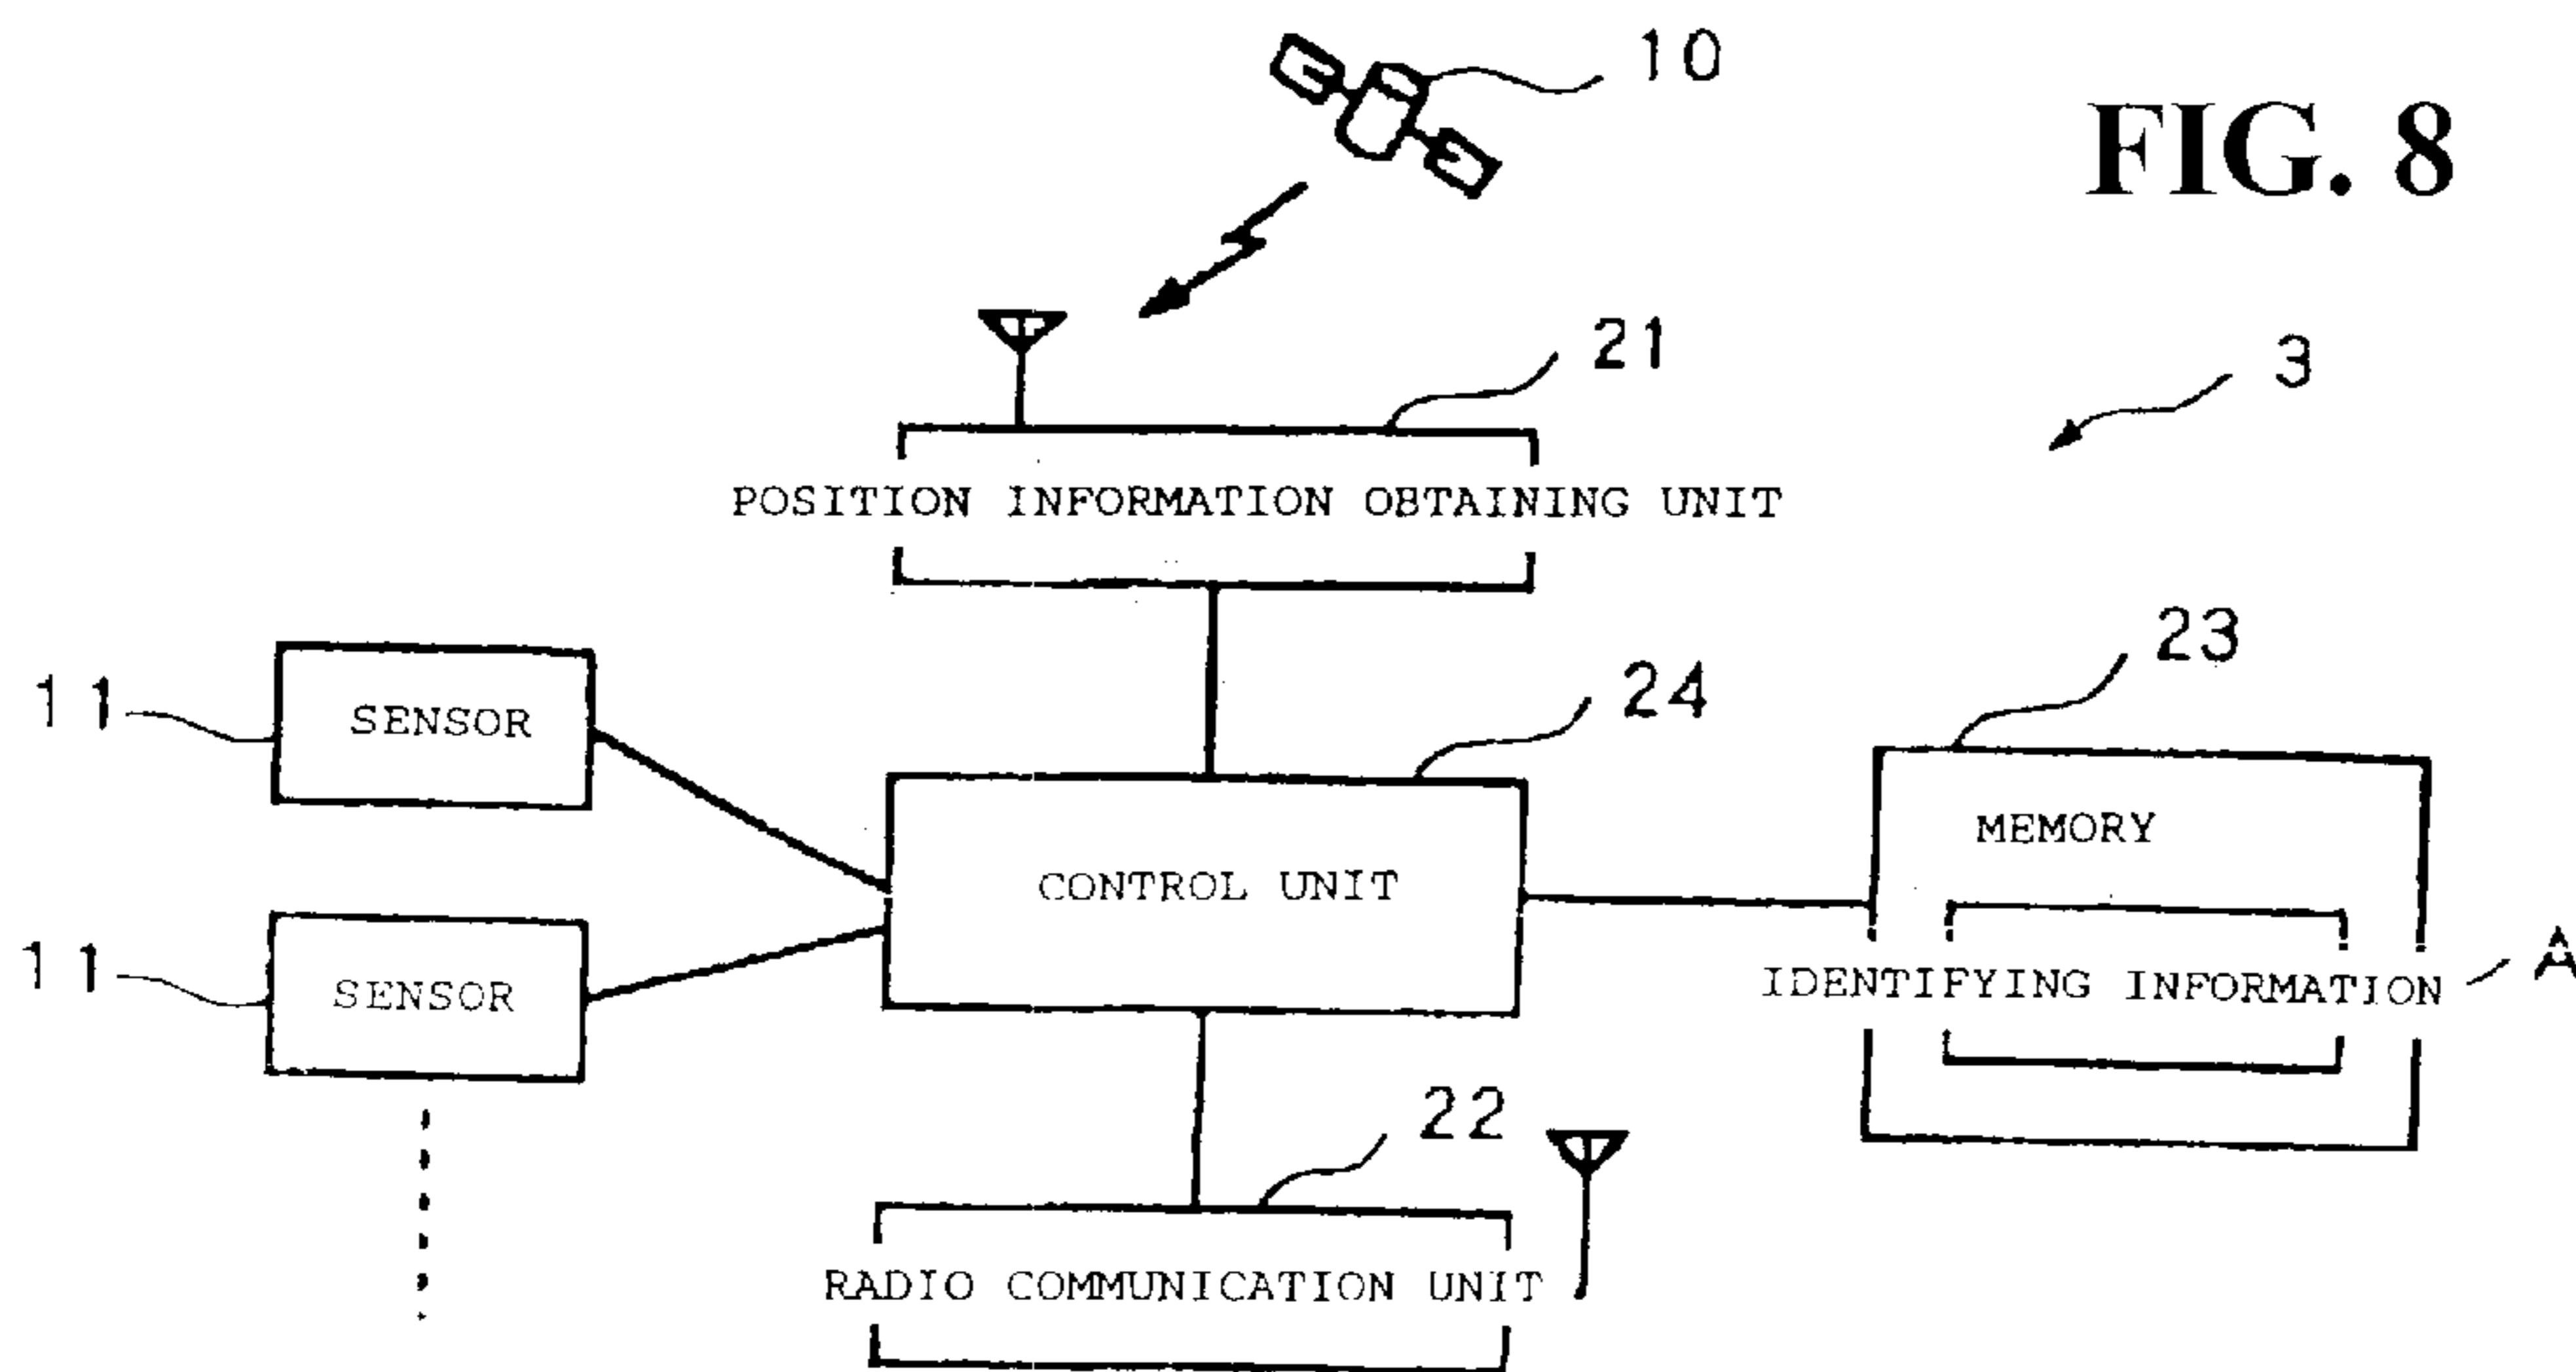 10
FIG. 8
21
3
POSITION INFORMATION OBTAINING UNIT
23
24
11
SENSOR
MEMORY
CONTROL UNIT
11
SENSOR
IDENTIFYING INFORMATION
A
22
RADIO COMMUNICATION UNIT